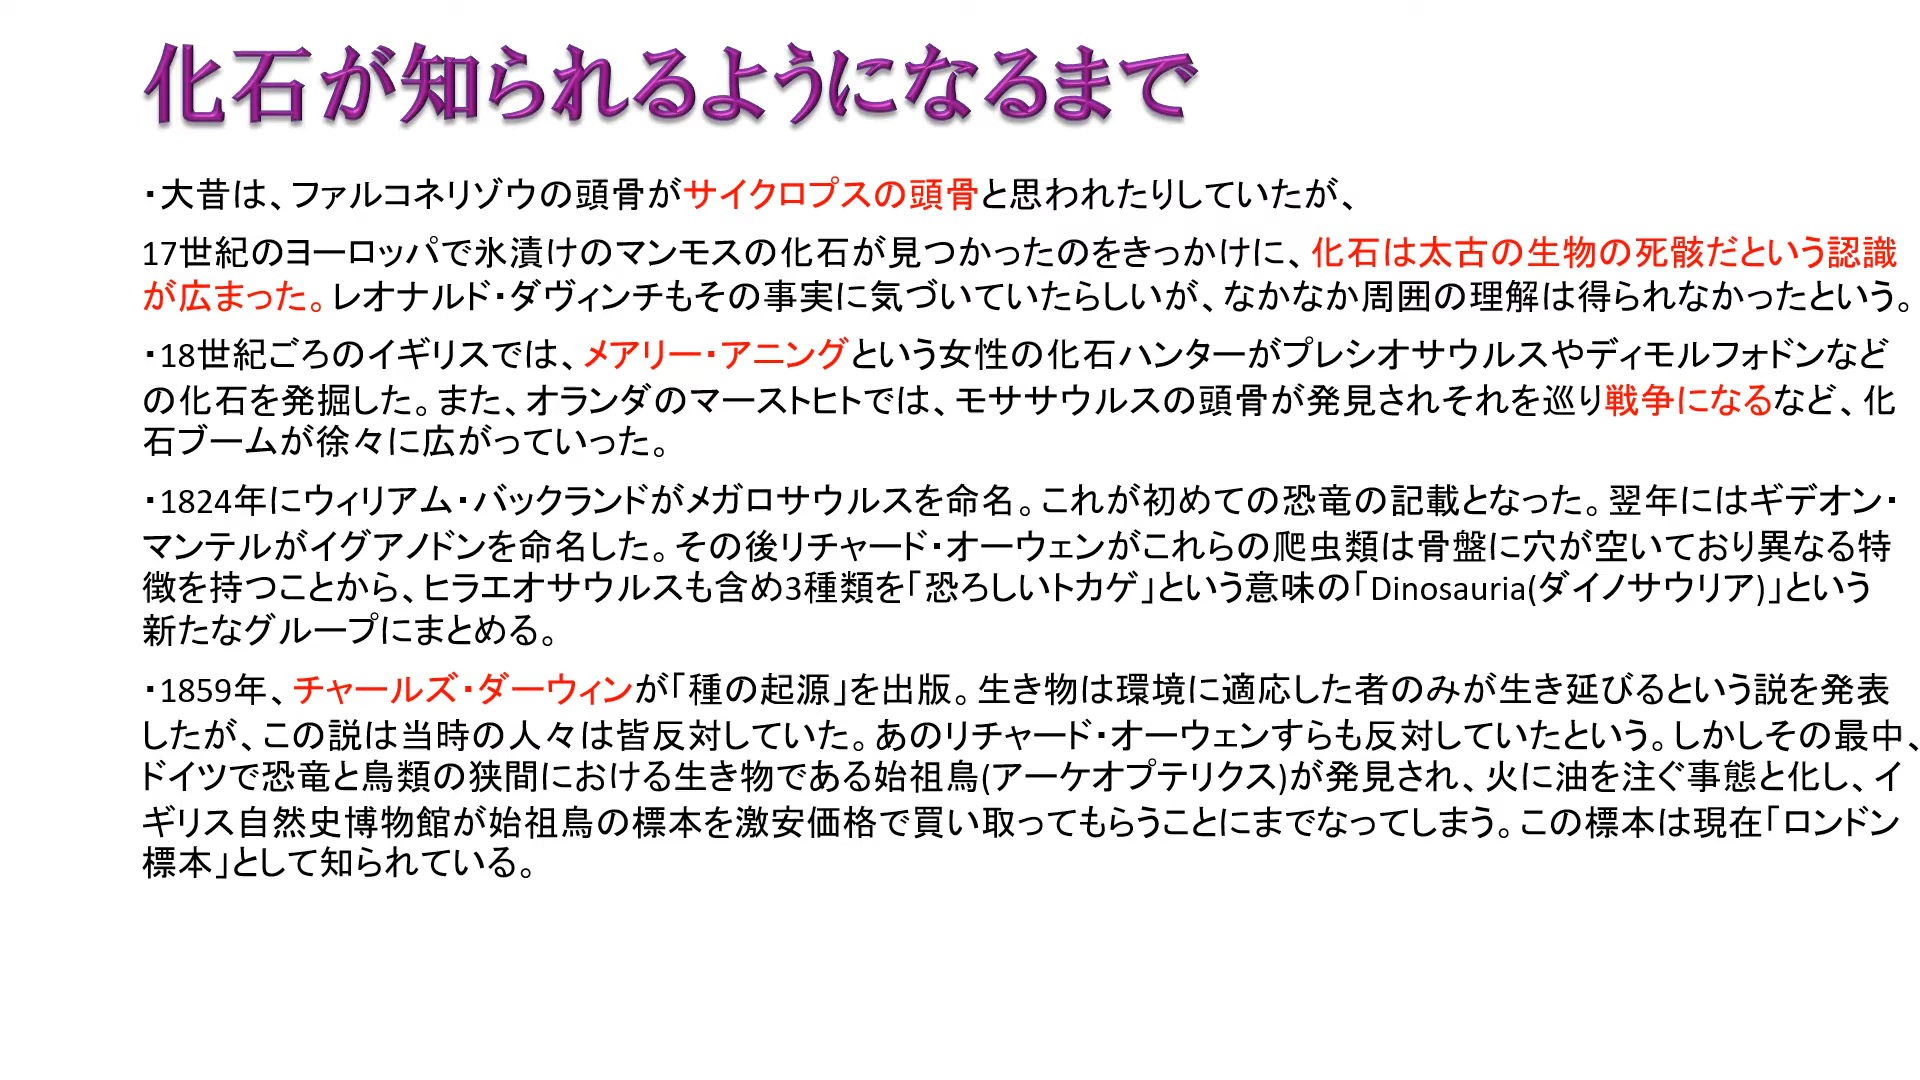 化石が知られるようになるまで
・大昔は、ファルコネリゾウの頭骨がサイクロプスの頭骨と思われたりしていたが、
17世紀のヨーロッパで氷漬けのマンモスの化石が見つかったのをきっかけに、化石は太古の生物の死骸だという認識
が広まった。レオナルド・ダヴィンチもその事実に気づいていたらしいが、なかなか周囲の理解は得られなかったという。
・18世紀ごろのイギリスでは、メアリー・アニングという女性の化石ハンターがプレシオサウルスやディモルフォドンなど
の化石を発掘した。また、オランダのマーストヒトでは、モササウルスの頭骨が発見されそれを巡り戦争になるなど、化
石ブームが徐々に広がっていった。
・1824年にウィリアム・バックランドがメガロサウルスを命名。これが初めての恐竜の記載となった。翌年にはギデオン・
マンテルがイグアノドンを命名した。その後リチャード・オーウェンがこれらの爬虫類は骨盤に穴が空いており異なる特
徴を持つことから、ヒラエオサウルスも含め3種類を「恐ろしいトカゲ」という意味の「Dinosauria(ダイノサウリア)」という
新たなグループにまとめる。
・1859年、チャールズ・ダーウィンが「種の起源」を出版。生き物は環境に適応した者のみが生き延びるという説を発表
したが、この説は当時の人々は皆反対していた。あのリチャード・オーウェンすらも反対していたという。しかしその最中、
ドイツで恐竜と鳥類の狭間における生き物である始祖鳥(アーケオプテリクス)が発見され、火に油を注ぐ事態と化し、イ
ギリス自然史博物館が始祖鳥の標本を激安価格で買い取ってもらうことにまでなってしまう。この標本は現在「ロンドン
標本」として知られている。